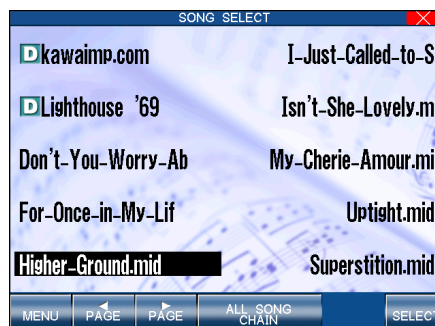 SONG SELECT
D kawaimp.com
D Lighthouse '69
Don't-You-Worry-Ab
For-Once-in-My-Lif
Higher-Ground.mid
I-Just-Called-to-S
Isn't-She-Lovely.m
My-Cherie-Amour.mi
Uptight.mid
Superstition.mid
MENU
PAGE
PAGE
ALL SONG
CHAIN
SELEC